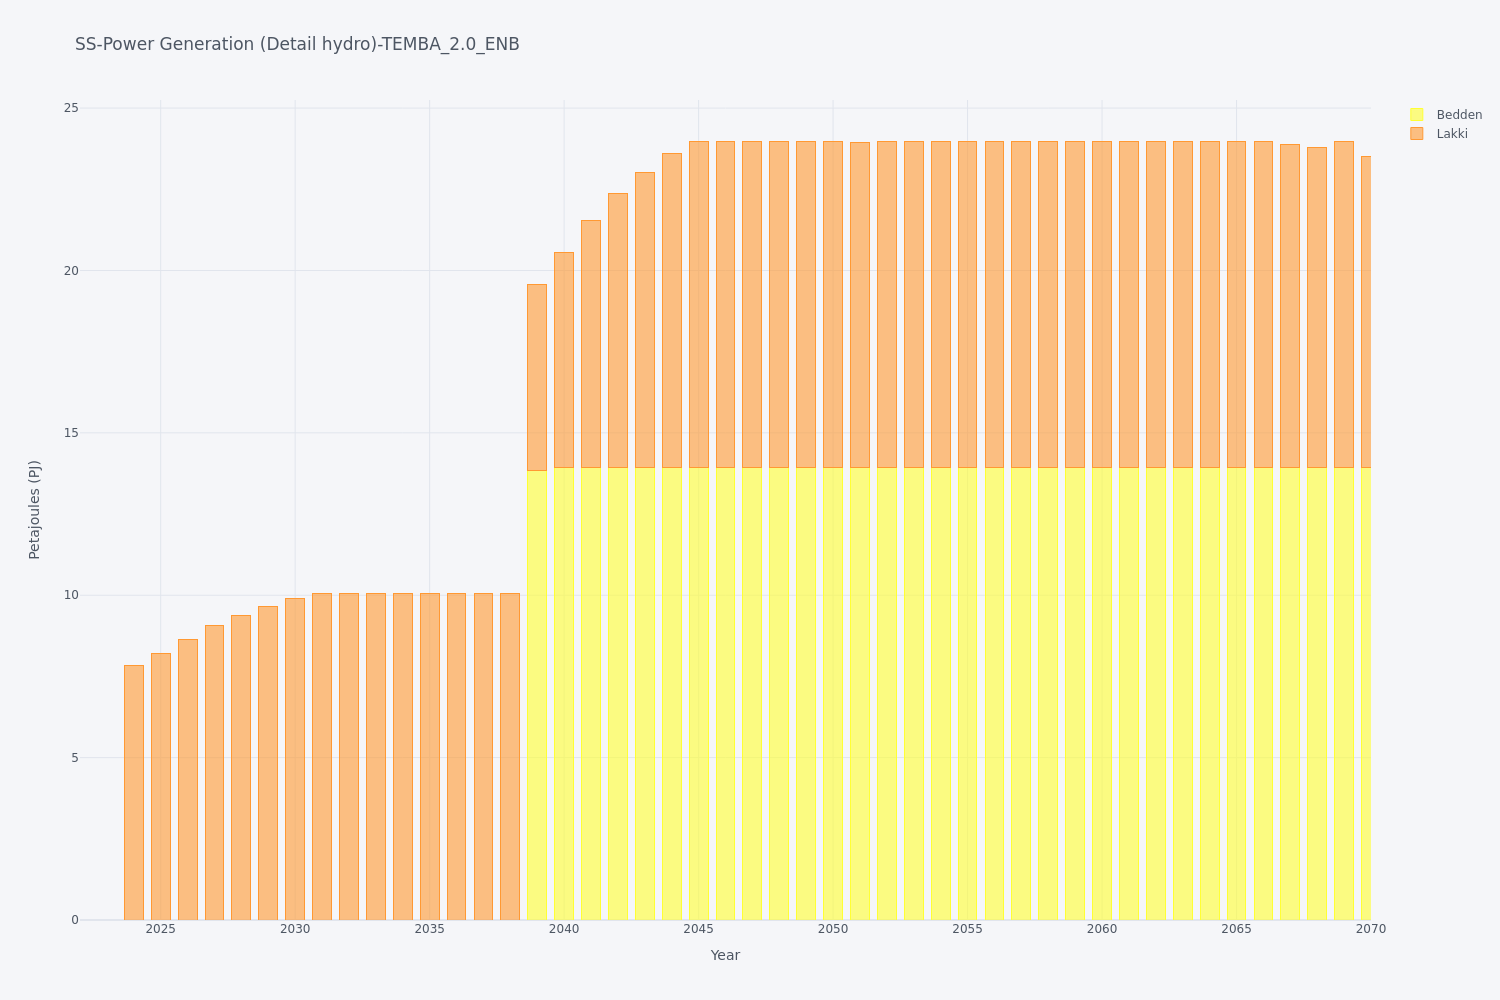 SS-Power Generation (Detail hydro)-TEMBA_2.0_ENB
Bedden
Lakki
25
20
15
10
5
0
Petajoules (PJ)
2025 2030 2035 2040 2045 2050 2055 2060 2065 2070
Year